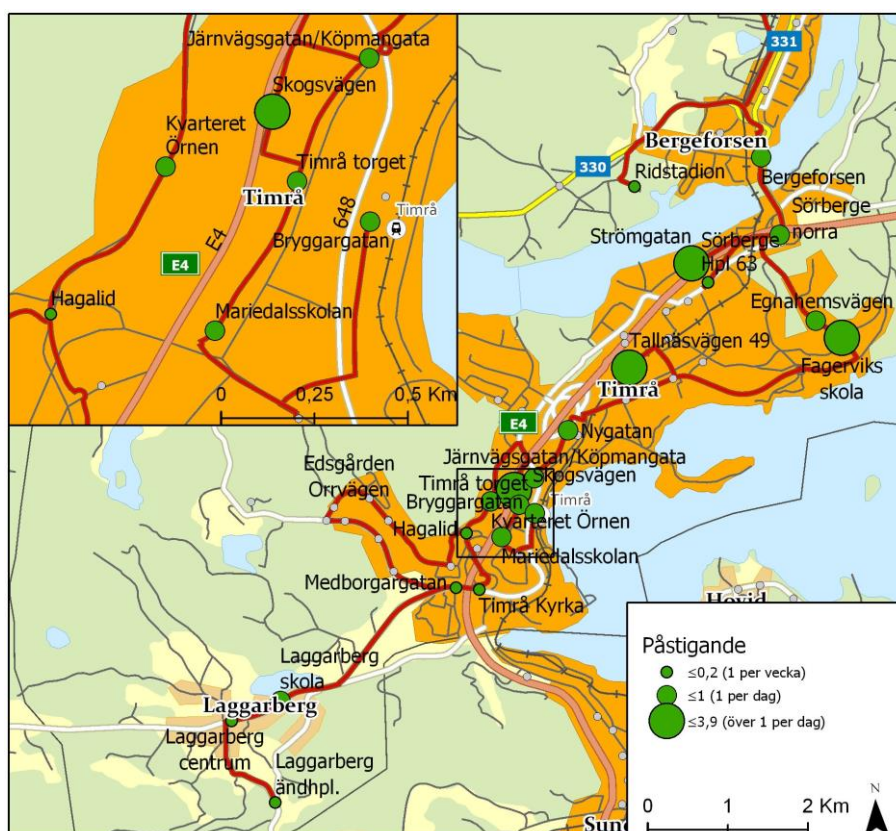 Järnvägsgatan/Köpmangata
Skogsvägen
Kvarteret
Örnen
Timrå torget
Timrå
648
Timrå
E4
Bryggargatan
E4
Hagalid
Mariedalsskolan
0
0,25
0,5 Km
331
Bergeforsen
330
Ridstadion
Bergeforsen
Sörberge
norra
Strömgatan
Sörberge
Hpl 63
Egnahemsvägen
Tallnäsvägen 49
Timrå
Fagerviks
skola
E4
Nygatan
Järnvägsgatan/Köpmangata
Skogsvägen
Edsgården
Orrvägen
Timrå torget
Timrå
Bryggargatan
Hagalid
Kvarteret Örnen
Mariedalsskolan
Medborgargatan
Timrå Kyrka
Hovid
Laggarberg
skola
Laggarberg
Laggarberg
centrum
Laggarberg
ändhpl.
Påstigande
≤0,2 (1 per vecka)
≤1 (1 per dag)
≤3,9 (över 1 per dag)
0
1
2 Km
N
Sund